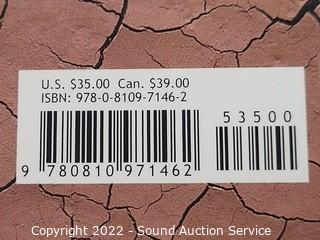 U.S. $35.00 Can. $39.00
ISBN: 978-0-8109-7146-2
53500
9 780810 971462
Copyright 2022 - Sound Auction Service